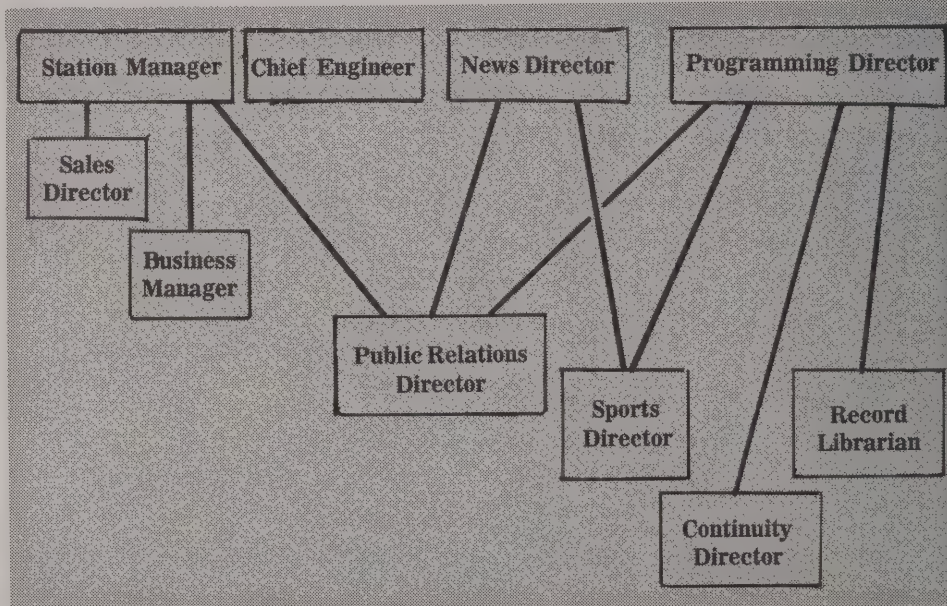 Station Manager
Chief Engineer
News Director
Programming Director
Sales
Director
Business
Manager
Public Relations
Director
Sports
Director
Record
Librarian
Continuity
Director